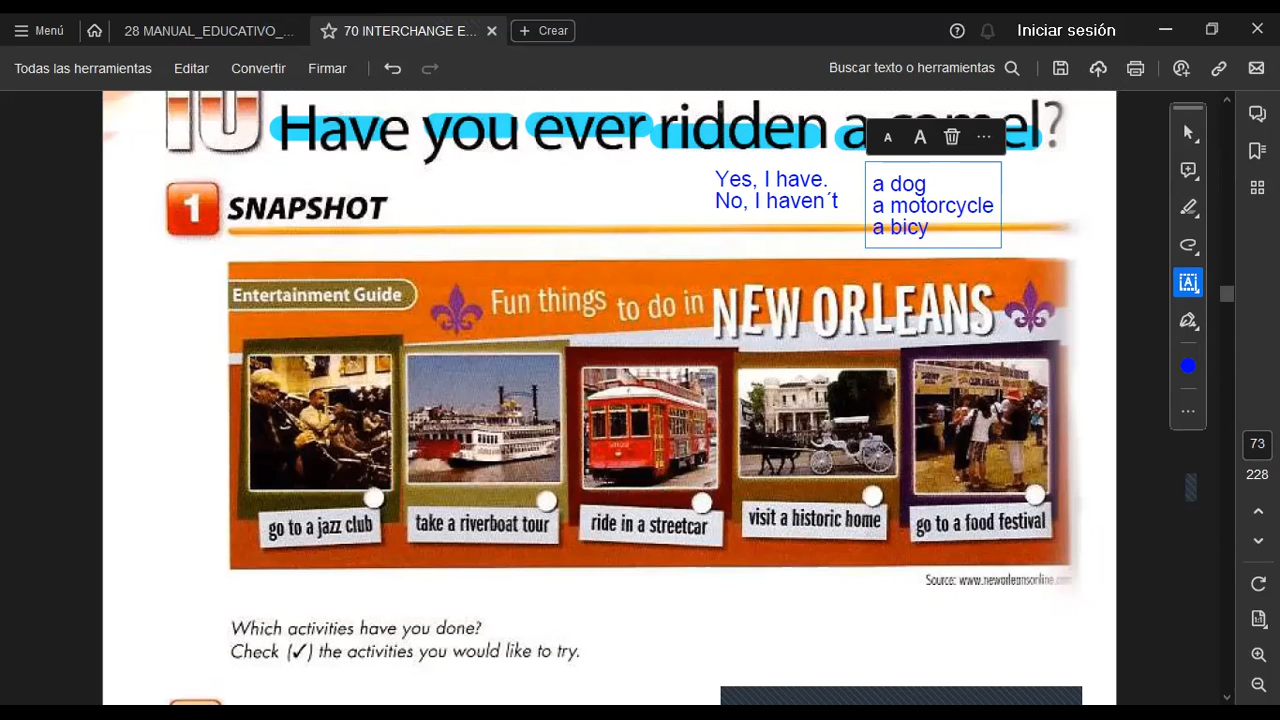 Menú
28 MANUAL_EDUCATIVO_...
70 INTERCHANGE E...
Crear
Iniciar sesión
Todas las herramientas
Editar
Convertir
Firmar
Buscar texto o herramientas
10 Have you ever ridden a camel?
A A ...
Yes, I have.
No, I haven´t
a dog
a motorcycle
a bicy
1 SNAPSHOT
Entertainment Guide
Fun things to do in NEW ORLEANS
go to a jazz club
take a riverboat tour
ride in a streetcar
visit a historic home
go to a food festival
Source: www.neworleansonline.com
Which activities have you done?
Check (✓) the activities you would like to try.
73
228